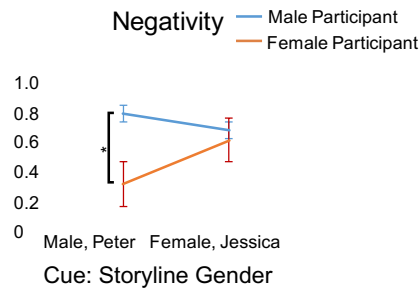 Negativity
Male Participant
Female Participant
1.0
0.8
0.6
0.4
0.2
0
*
Male, Peter Female, Jessica
Cue: Storyline Gender